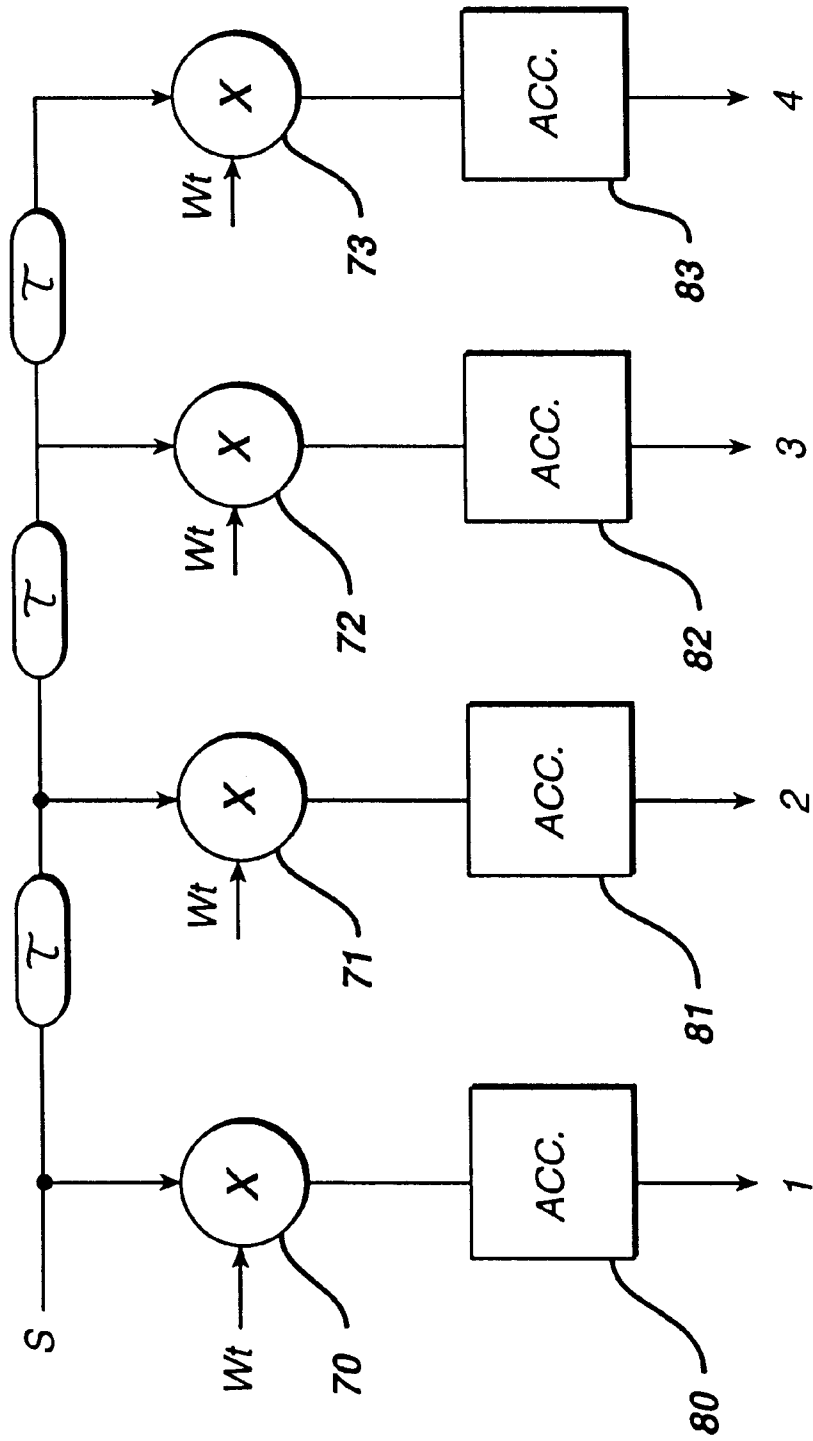 S τ τ τ
Wt X Wt X Wt X Wt X
70 71 72 73
ACC. ACC. ACC. ACC.
80 81 82 83
1 2 3 4